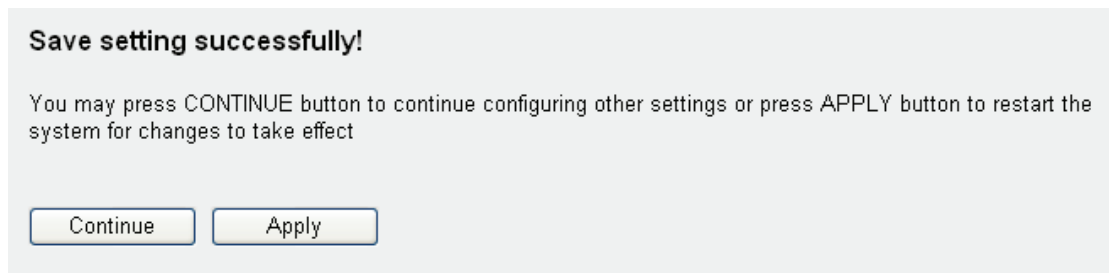 Save setting successfully!
You may press CONTINUE button to continue configuring other settings or press APPLY button to restart the
system for changes to take effect
Continue
Apply